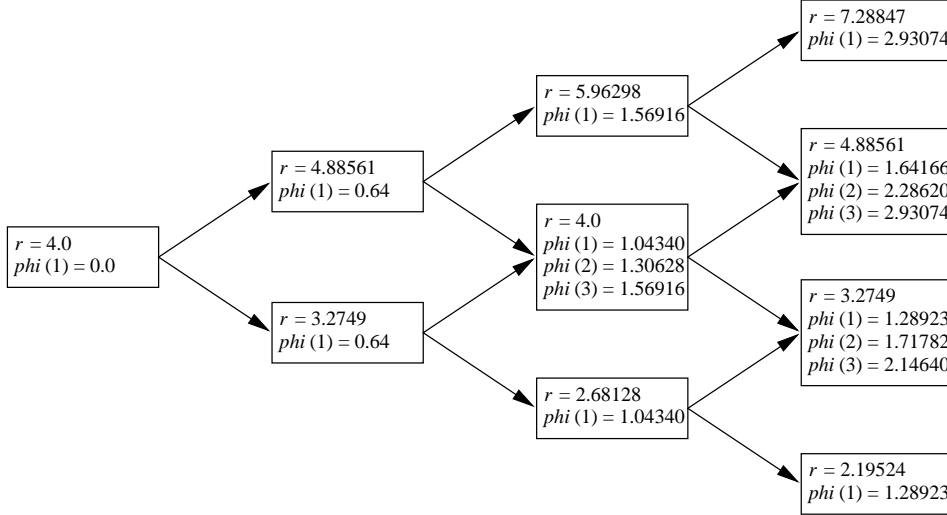 r = 4.0
phi (1) = 0.0
r = 4.88561
phi (1) = 0.64
r = 3.2749
phi (1) = 0.64
r = 5.96298
phi (1) = 1.56916
r = 4.0
phi (1) = 1.04340
phi (2) = 1.30628
phi (3) = 1.56916
r = 2.68128
phi (1) = 1.04340
r = 7.28847
phi (1) = 2.93074
r = 4.88561
phi (1) = 1.64166
phi (2) = 2.28620
phi (3) = 2.93074
r = 3.2749
phi (1) = 1.28923
phi (2) = 1.71782
phi (3) = 2.14640
r = 2.19524
phi (1) = 1.28923